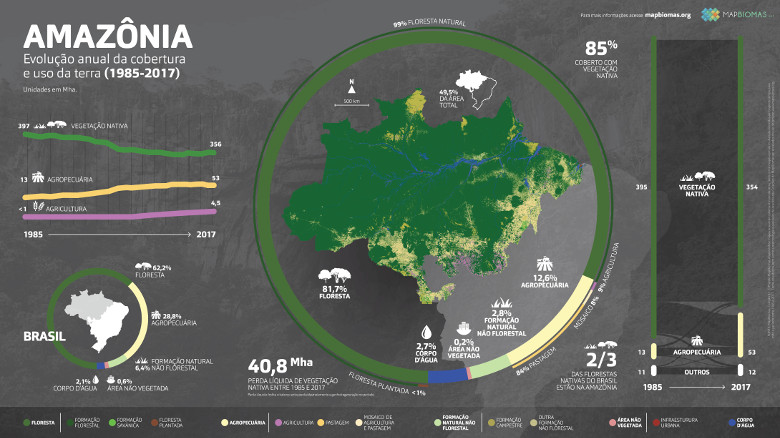 AMAZÔNIA
Evolução anual da cobertura
e uso da terra (1985-2017)
Unidades em Mha.
Para mais informações acesse mapbiomas.org
MAPBIOMAS
397
VEGETAÇÃO NATIVA
356
13
AGROPECUÁRIA
53
<1
AGRICULTURA
4,5
1985
2017
99% FLORESTA NATURAL
N
500 km
49,5%
DA ÁREA
TOTAL
81,7%
FLORESTA
12,6%
AGROPECUÁRIA
2,8%
FORMAÇÃO
NATURAL
NÃO FLORESTAL
0,2%
ÁREA NÃO
VEGETADA
2,7%
CORPO
D'ÁGUA
9% AGRICULTURA
MOSAICO 8%
84% PASTAGEM
FLORESTA PLANTADA <1%
85%
COBERTO COM
VEGETAÇÃO
NATIVA
395
VEGETAÇÃO
NATIVA
354
13
AGROPECUÁRIA
53
11
OUTROS
12
1985
2017
2/3
DAS FLORESTAS
NATIVAS DO BRASIL
ESTÃO NA AMAZÔNIA
BRASIL
62,2%
FLORESTA
28,8%
AGROPECUÁRIA
FORMAÇÃO NATURAL
6,4% NÃO FLORESTAL
2,1%
CORPO D'ÁGUA
0,6%
ÁREA NÃO VEGETADA
40,8 Mha
PERDA LÍQUIDA DE VEGETAÇÃO
NATIVA ENTRE 1985 E 2017
FLORESTA
FORMAÇÃO
FLORESTAL
FORMAÇÃO
SAVÂNICA
FLORESTA
PLANTADA
AGROPECUÁRIA
AGRICULTURA
PASTAGEM
MOSAICO DE
AGRICULTURA
E PASTAGEM
FORMAÇÃO
NATURAL NÃO
FLORESTAL
FORMAÇÃO
CAMPESTRE
OUTRA
FORMAÇÃO
NÃO FLORESTAL
ÁREA NÃO
VEGETADA
INFRAESTRUTURA
URBANA
CORPO
D'ÁGUA